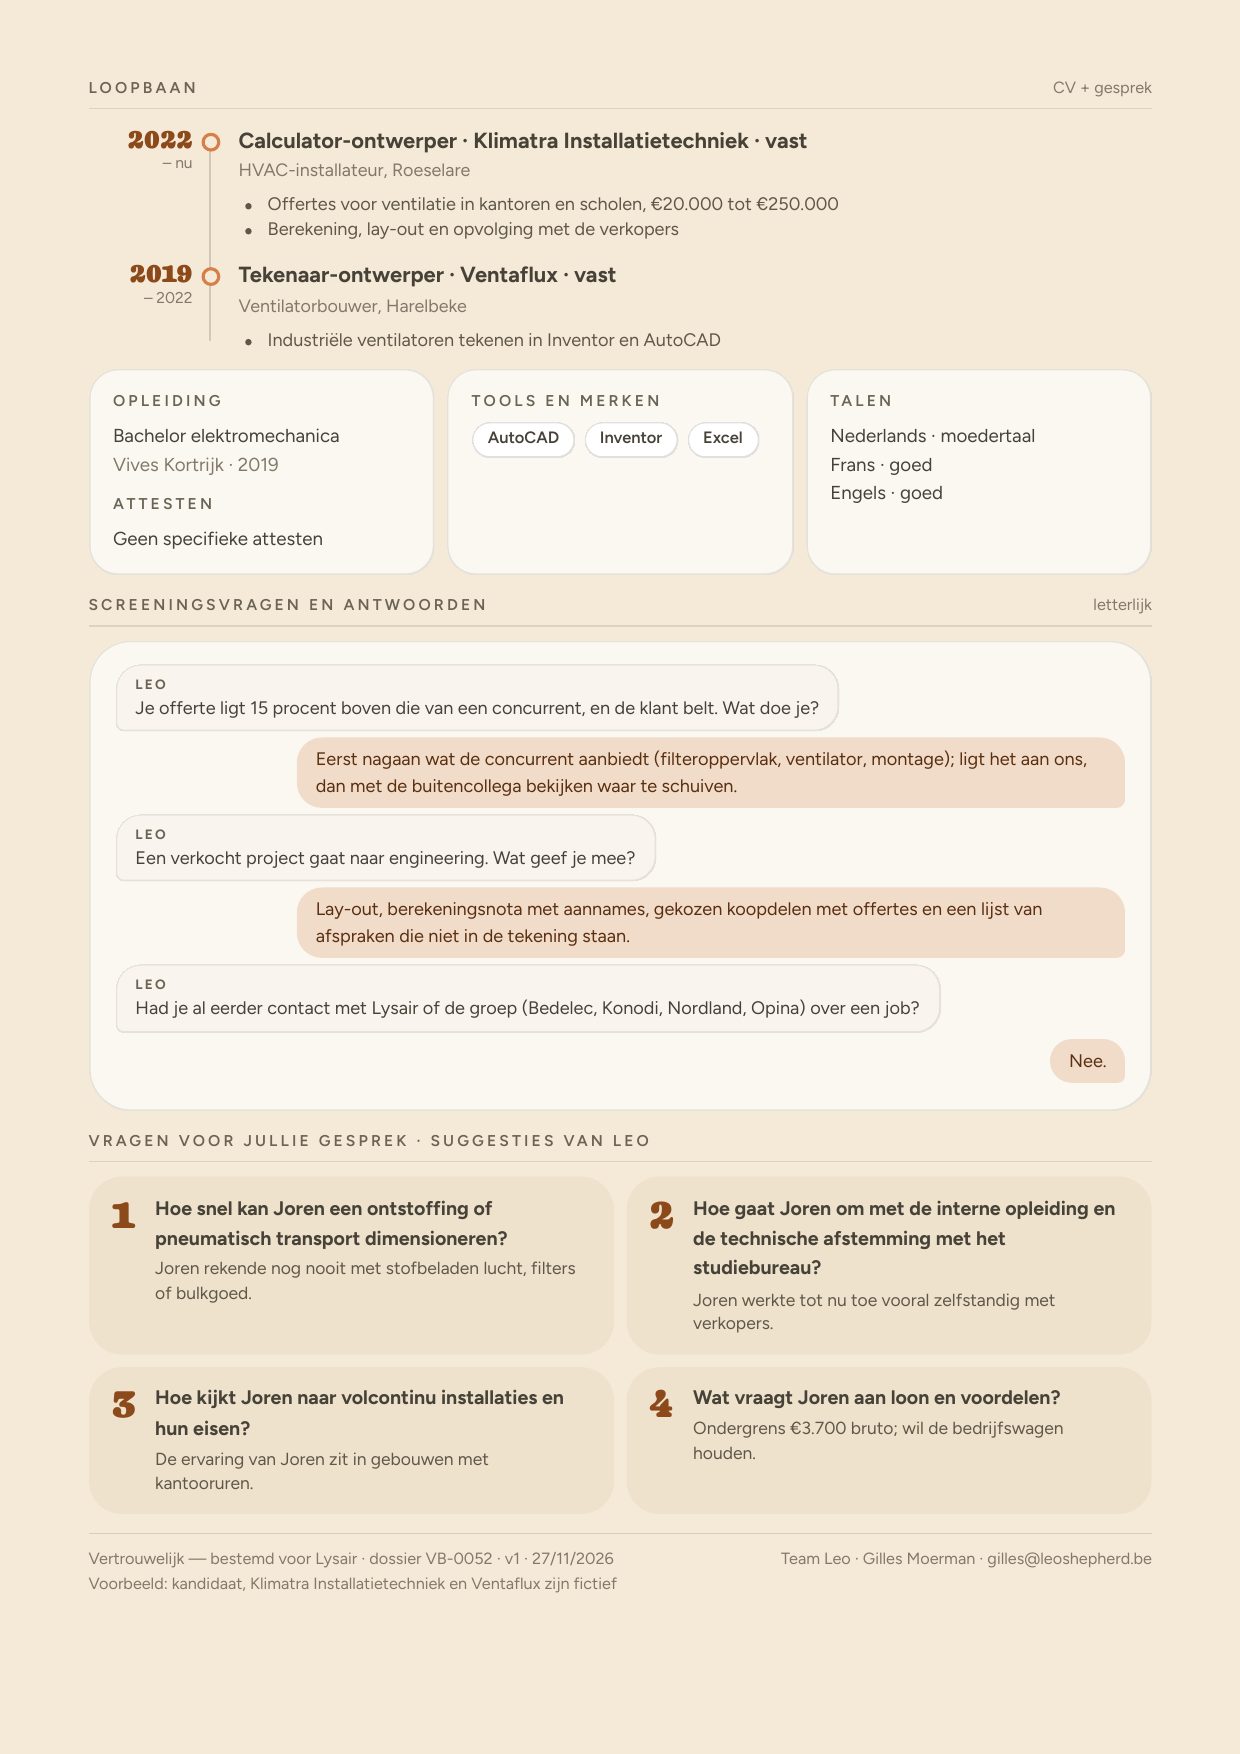 LOOPBAAN
CV + gesprek
2022
– nu
Calculator-ontwerper · Klimatra Installatietechniek · vast
HVAC-installateur, Roeselare
• Offertes voor ventilatie in kantoren en scholen, €20.000 tot €250.000
• Berekening, lay-out en opvolging met de verkopers
2019
– 2022
Tekenaar-ontwerper · Ventaflux · vast
Ventilatorbouwer, Harelbeke
• Industriële ventilatoren tekenen in Inventor en AutoCAD
OPLEIDING
Bachelor elektromechanica
Vives Kortrijk · 2019
ATTESTEN
Geen specifieke attesten
TOOLS EN MERKEN
AutoCAD Inventor Excel
TALEN
Nederlands · moedertaal
Frans · goed
Engels · goed
SCREENINGSVRAGEN EN ANTWOORDEN
letterlijk
LEO
Je offerte ligt 15 procent boven die van een concurrent, en de klant belt. Wat doe je?
Eerst nagaan wat de concurrent aanbiedt (filteroppervlak, ventilator, montage); ligt het aan ons,
dan met de buitencollega bekijken waar te schuiven.
LEO
Een verkocht project gaat naar engineering. Wat geef je mee?
Lay-out, berekeningsnota met aannames, gekozen koopdelen met offertes en een lijst van
afspraken die niet in de tekening staan.
LEO
Had je al eerder contact met Lysair of de groep (Bedelec, Konodi, Nordland, Opina) over een job?
Nee.
VRAGEN VOOR JULLIE GESPREK · SUGGESTIES VAN LEO
1
Hoe snel kan Joren een ontstoffing of
pneumatisch transport dimensioneren?
Joren rekende nog nooit met stofbeladen lucht, filters
of bulkgoed.
2
Hoe gaat Joren om met de interne opleiding en
de technische afstemming met het
studiebureau?
Joren werkte tot nu toe vooral zelfstandig met
verkopers.
3
Hoe kijkt Joren naar volcontinu installaties en
hun eisen?
De ervaring van Joren zit in gebouwen met
kantooruren.
4
Wat vraagt Joren aan loon en voordelen?
Ondergrens €3.700 bruto; wil de bedrijfswagen
houden.
Vertrouwelijk — bestemd voor Lysair · dossier VB-0052 · v1 · 27/11/2026
Team Leo · Gilles Moerman · gilles@leoshepherd.be
Voorbeeld: kandidaat, Klimatra Installatietechniek en Ventaflux zijn fictief